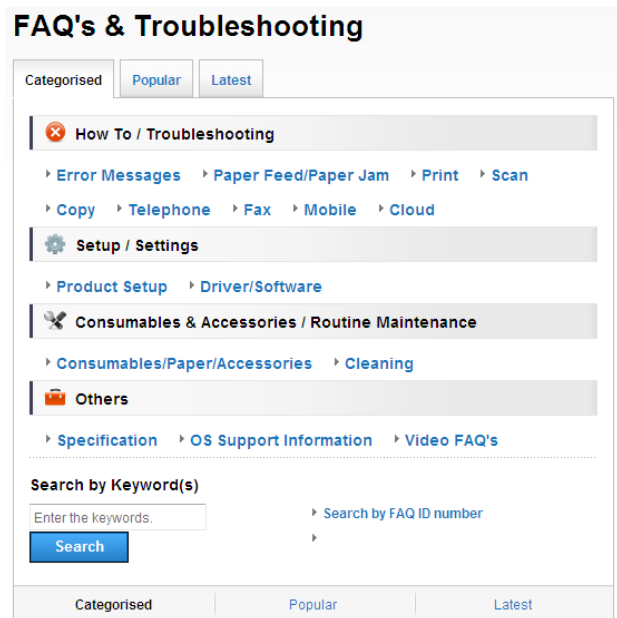 FAQ's & Troubleshooting
Categorised Popular Latest
How To / Troubleshooting
Error Messages Paper Feed/Paper Jam Print Scan
Copy Telephone Fax Mobile Cloud
Setup / Settings
Product Setup Driver/Software
Consumables & Accessories / Routine Maintenance
Consumables/Paper/Accessories Cleaning
Others
Specification OS Support Information Video FAQ's
Search by Keyword(s)
Enter the keywords. Search by FAQ ID number
Search
Categorised Popular Latest